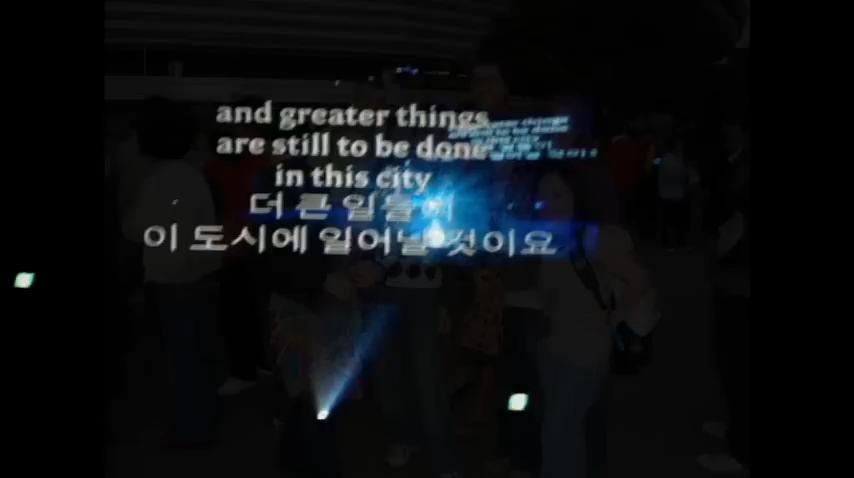 and greater things
are still to be done
in this city
더 큰 일들이
이 도시에 일어날 것이요